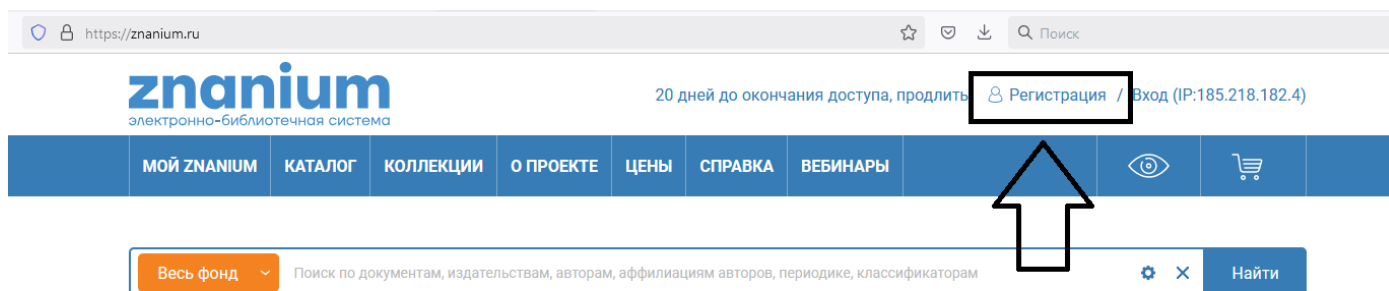 https://znanium.ru
Поиск
znanium
электронно-библиотечная система
20 дней до окончания доступа, продлить
Регистрация / Вход (IP:185.218.182.4)
МОЙ ZNANIUM КАТАЛОГ КОЛЛЕКЦИИ О ПРОЕКТЕ ЦЕНЫ СПРАВКА ВЕБИНАРЫ
Весь фонд Поиск по документам, издательствам, авторам, аффилиациям авторов, периодике, классификаторам Найти